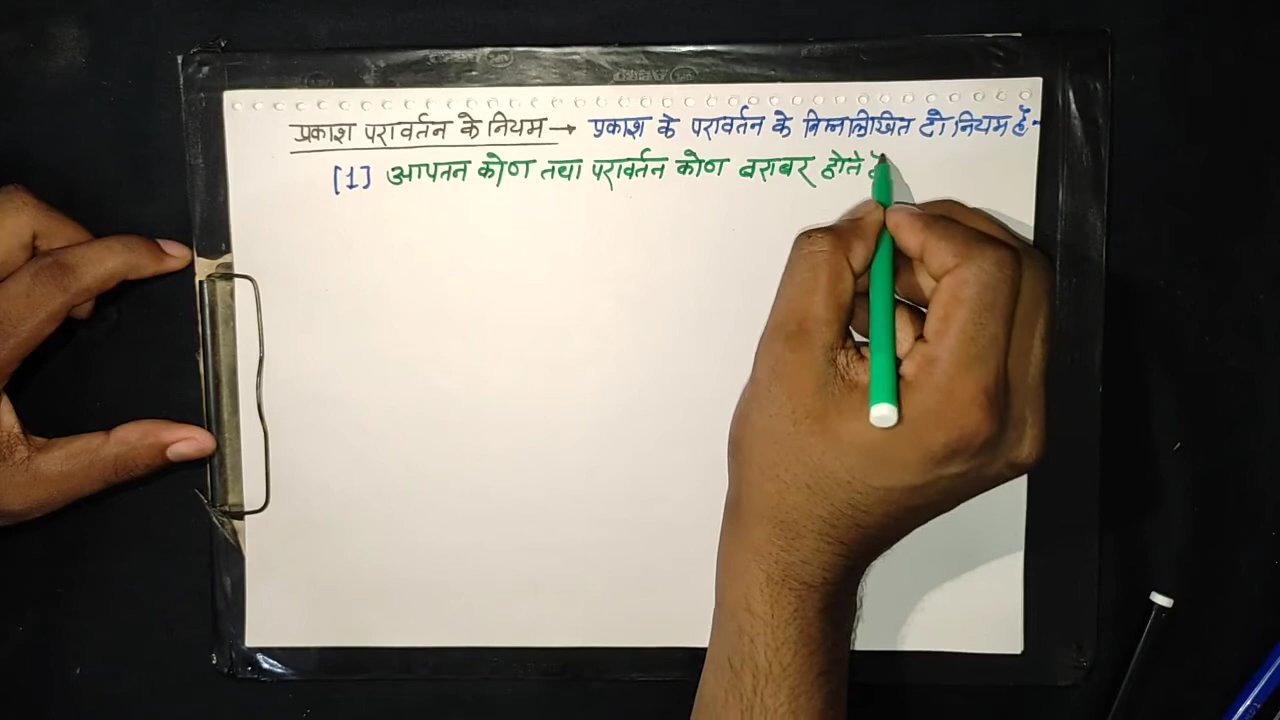 प्रकाश परावर्तन के नियम → प्रकाश के परावर्तन के निम्नलिखित दो नियम हैं-
[1] आपतन कोण तथा परावर्तन कोण बराबर होते